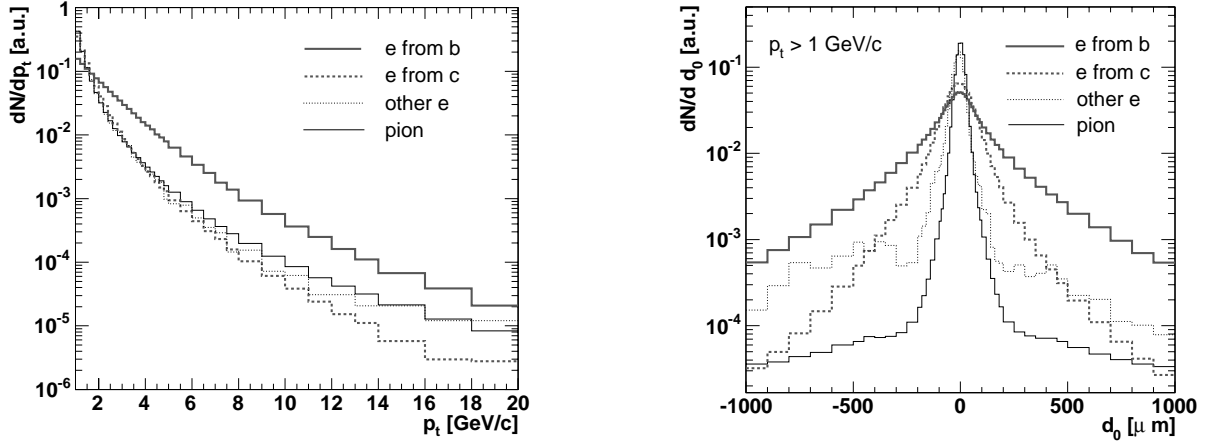 dN/dp_t [a.u.]
1
10^-1
10^-2
10^-3
10^-4
10^-5
10^-6
e from b
e from c
other e
pion
2 4 6 8 10 12 14 16 18 20
p_t [GeV/c]
dN/d d_0 [a.u.]
10^-1
10^-2
10^-3
10^-4
p_t > 1 GeV/c
e from b
e from c
other e
pion
-1000 -500 0 500 1000
d_0 [μ m]